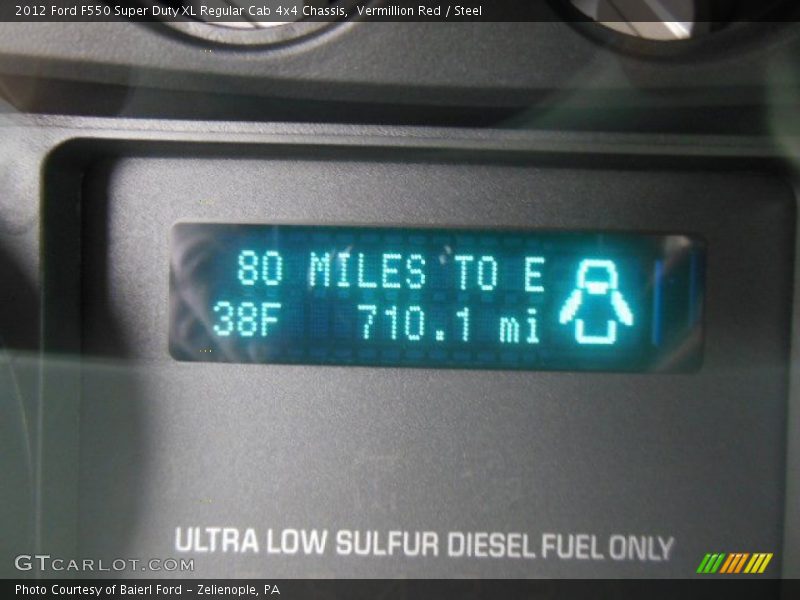 2012 Ford F550 Super Duty XL Regular Cab 4x4 Chassis, Vermillion Red / Steel
80 MILES TO E
38F 710.1 mi
ULTRA LOW SULFUR DIESEL FUEL ONLY
GTCARLOT.COM
Photo Courtesy of Baierl Ford - Zelienople, PA